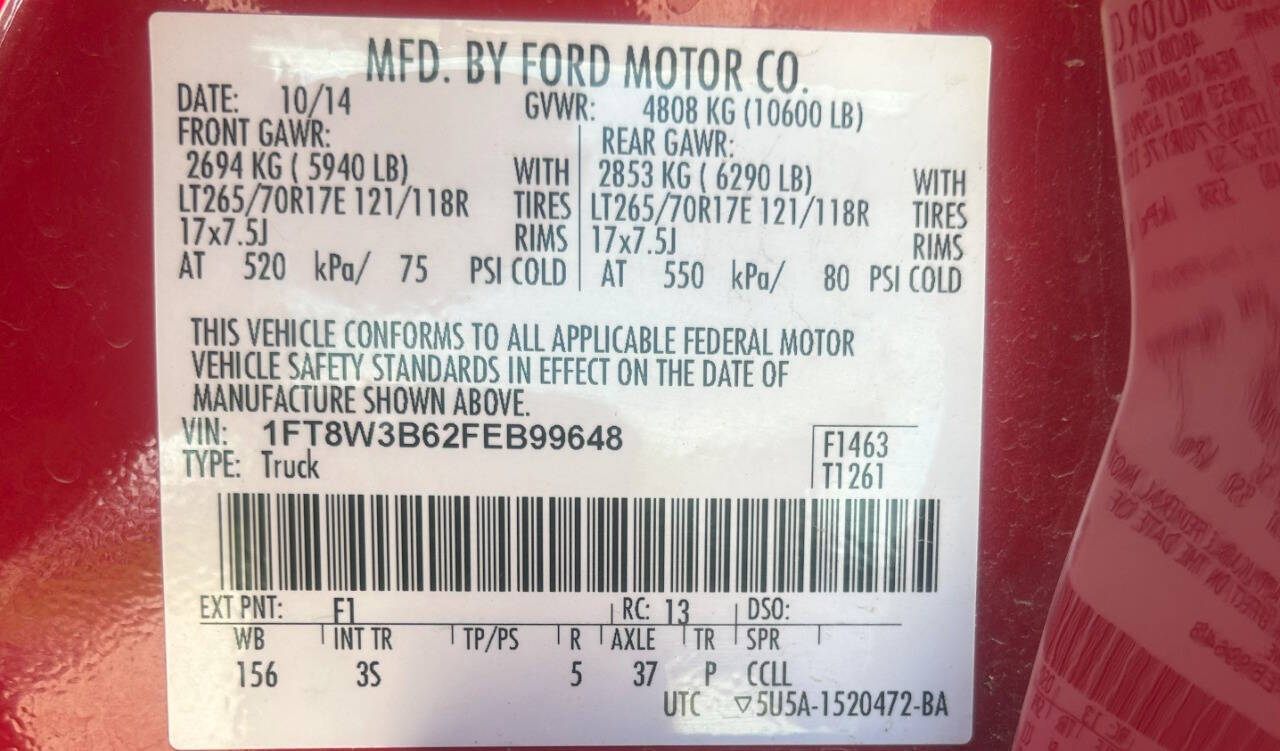 MFD. BY FORD MOTOR CO.
DATE: 10/14 GVWR: 4808 KG (10600 LB)
FRONT GAWR: REAR GAWR:
2694 KG ( 5940 LB) WITH 2853 KG ( 6290 LB) WITH
LT265/70R17E 121/118R TIRES LT265/70R17E 121/118R TIRES
17x7.5J RIMS 17x7.5J RIMS
AT 520 kPa/ 75 PSI COLD AT 550 kPa/ 80 PSI COLD
THIS VEHICLE CONFORMS TO ALL APPLICABLE FEDERAL MOTOR
VEHICLE SAFETY STANDARDS IN EFFECT ON THE DATE OF
MANUFACTURE SHOWN ABOVE.
VIN: 1FT8W3B62FEB99648 F1463
TYPE: Truck T1261
EXT PNT: F1 RC: 13 DSO:
WB INT TR TP/PS R AXLE TR SPR
156 3S 5 37 P CCLL
UTC ▽5U5A-1520472-BA